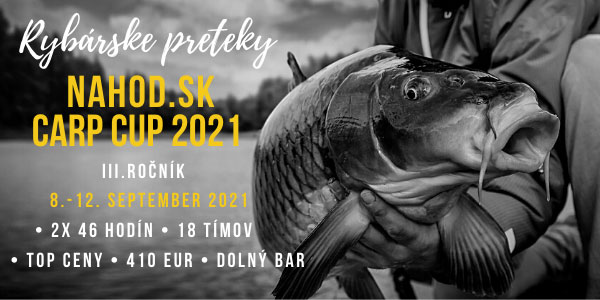 Rybárske preteky
NAHOD.SK
CARP CUP 2021
III.ROČNÍK
8.-12. SEPTEMBER 2021
• 2X 46 HODÍN • 18 TÍMOV
• TOP CENY • 410 EUR • DOLNÝ BAR